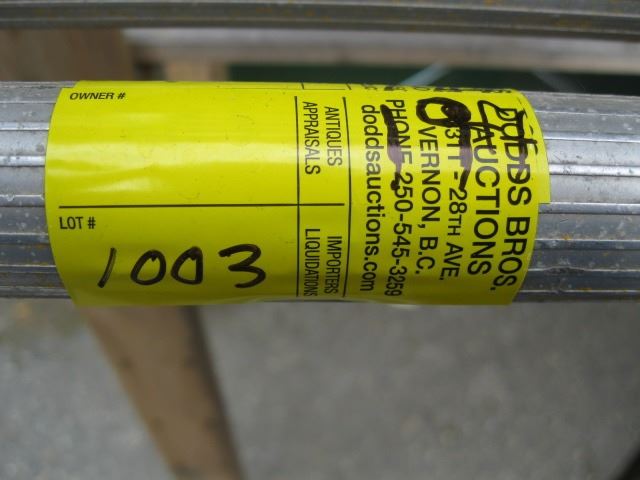 OWNER #
LOT #
1003
ANTIQUES
APPRAISALS
IMPORTERS
LIQUIDATIONS
DODDS BROS.
AUCTIONS
28TH AVE.
VERNON, B.C.
PHONE 250-545-3259
doddsauctions.com